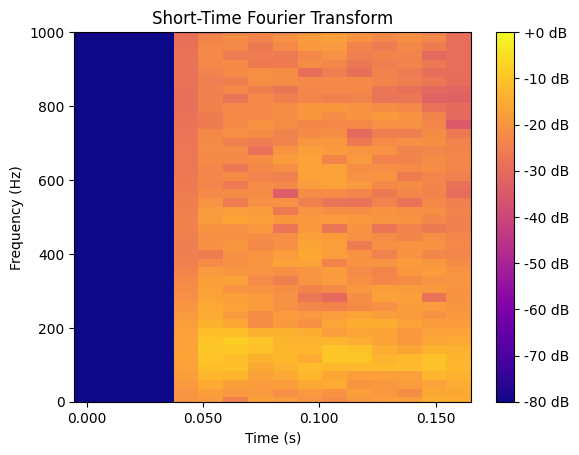 Short-Time Fourier Transform
Frequency (Hz)
1000
800
600
400
200
0
0.000
0.050
0.100
0.150
Time (s)
+0 dB
-10 dB
-20 dB
-30 dB
-40 dB
-50 dB
-60 dB
-70 dB
-80 dB